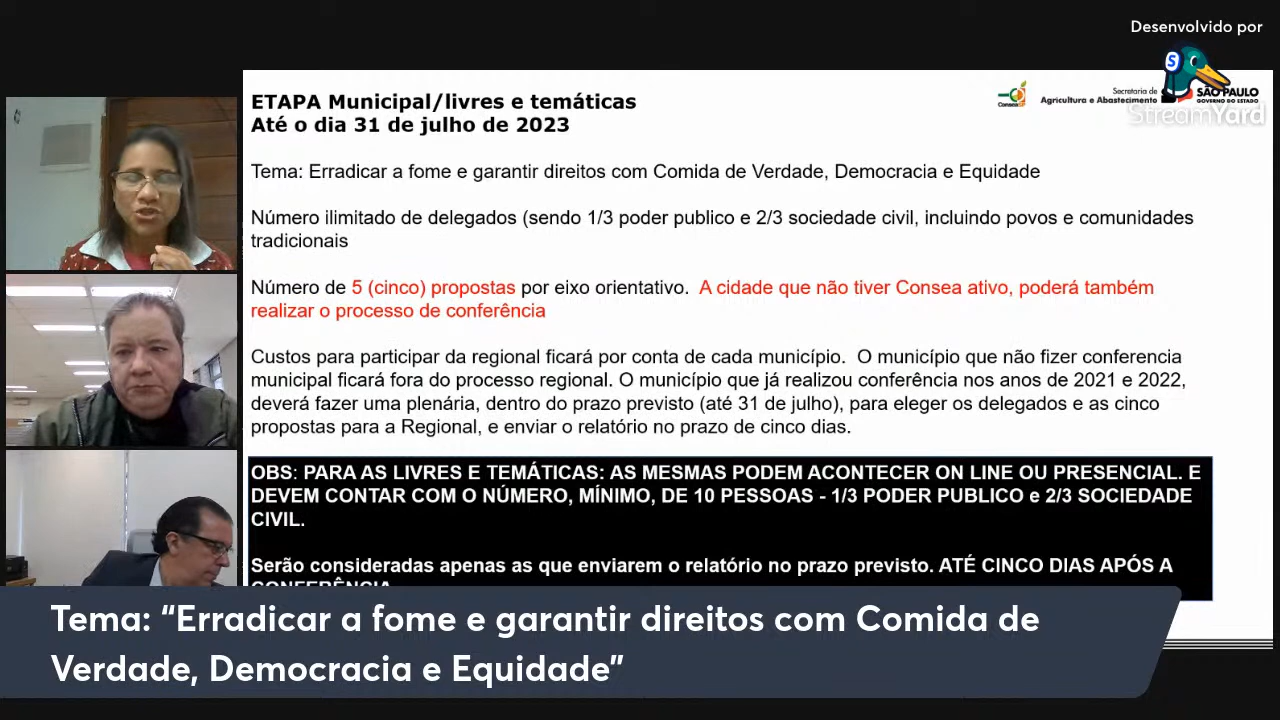 Desenvolvido por
StreamYard
ETAPA Municipal/livres e temáticas
Até o dia 31 de julho de 2023
Consea
Secretaria de
Agricultura e Abastecimento
SÃO PAULO
GOVERNO DO ESTADO
Tema: Erradicar a fome e garantir direitos com Comida de Verdade, Democracia e Equidade
Número ilimitado de delegados (sendo 1/3 poder publico e 2/3 sociedade civil, incluindo povos e comunidades
tradicionais
Número de 5 (cinco) propostas por eixo orientativo. A cidade que não tiver Consea ativo, poderá também
realizar o processo de conferência
Custos para participar da regional ficará por conta de cada município. O município que não fizer conferencia
municipal ficará fora do processo regional. O município que já realizou conferência nos anos de 2021 e 2022,
deverá fazer uma plenária, dentro do prazo previsto (até 31 de julho), para eleger os delegados e as cinco
propostas para a Regional, e enviar o relatório no prazo de cinco dias.
OBS: PARA AS LIVRES E TEMÁTICAS: AS MESMAS PODEM ACONTECER ON LINE OU PRESENCIAL. E
DEVEM CONTAR COM O NÚMERO, MÍNIMO, DE 10 PESSOAS - 1/3 PODER PUBLICO e 2/3 SOCIEDADE
CIVIL.
Serão consideradas apenas as que enviarem o relatório no prazo previsto. ATÉ CINCO DIAS APÓS A
CONFERÊNCIA
Tema: “Erradicar a fome e garantir direitos com Comida de
Verdade, Democracia e Equidade”